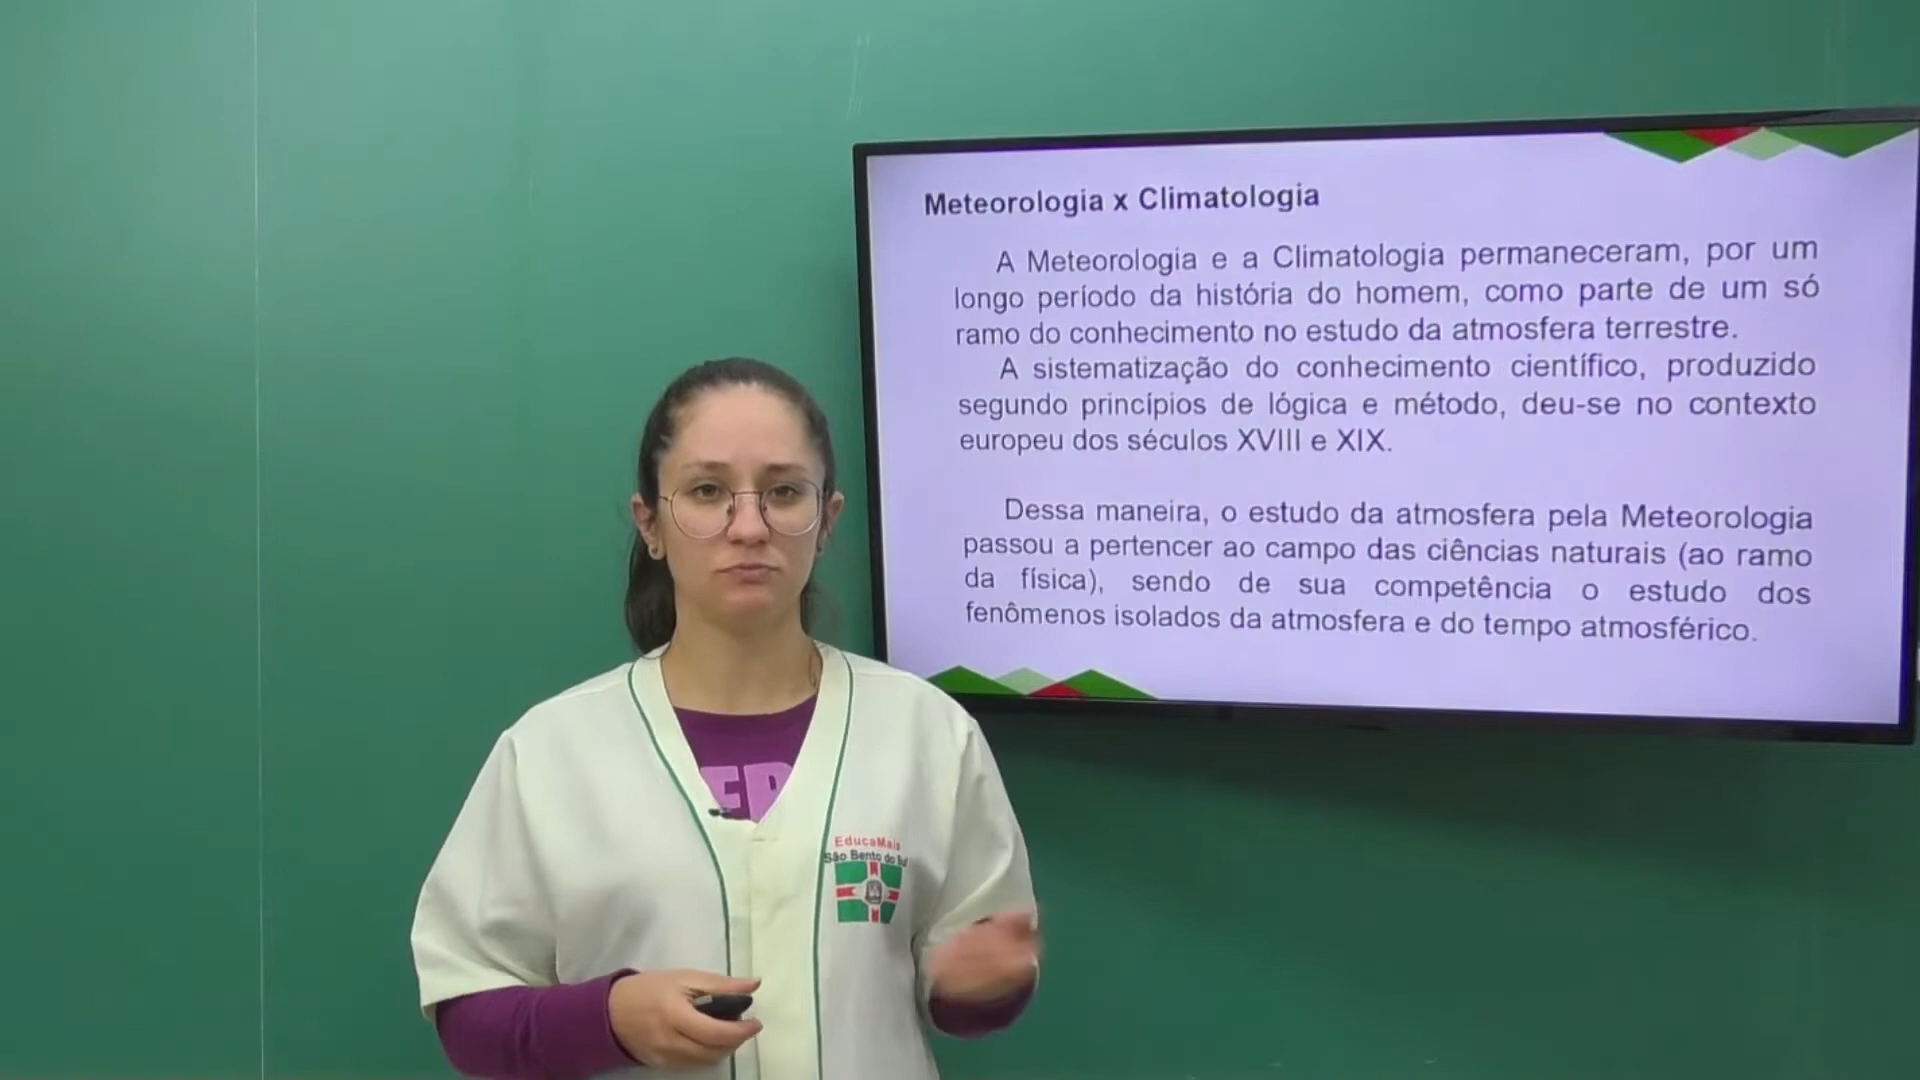 Meteorologia x Climatologia
A Meteorologia e a Climatologia permaneceram, por um
longo período da história do homem, como parte de um só
ramo do conhecimento no estudo da atmosfera terrestre.
A sistematização do conhecimento científico, produzido
segundo princípios de lógica e método, deu-se no contexto
europeu dos séculos XVIII e XIX.
Dessa maneira, o estudo da atmosfera pela Meteorologia
passou a pertencer ao campo das ciências naturais (ao ramo
da física), sendo de sua competência o estudo dos
fenômenos isolados da atmosfera e do tempo atmosférico.
EducaMais
São Bento do Sul